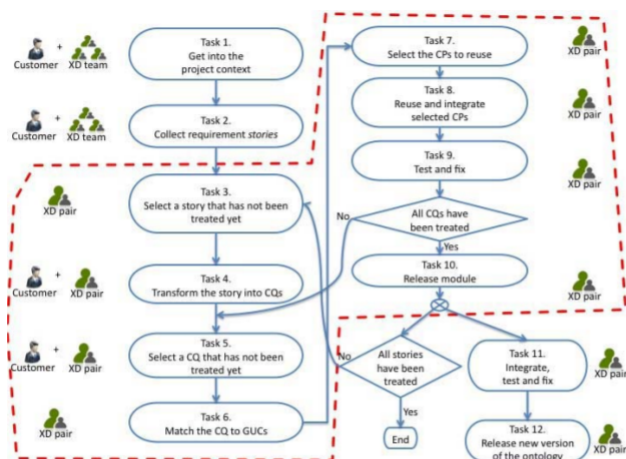 Customer + XD team
Task 1.
Get into the
project context
Customer + XD team
Task 2.
Collect requirement stories
XD pair
Task 3.
Select a story that has not been
treated yet
Customer + XD pair
Task 4.
Transform the story into CQs
Customer + XD pair
Task 5.
Select a CQ that has not been
treated yet
XD pair
Task 6.
Match the CQ to GUCs
Task 7.
Select the CPs to reuse
XD pair
Task 8.
Reuse and integrate
selected CPs
XD pair
Task 9.
Test and fix
XD pair
No
All CQs have
been treated
Yes
Task 10.
Release module
XD pair
No
All stories
have been
treated
Yes
End
Task 11.
Integrate,
test and fix
XD pair
Task 12.
Release new version
of the ontology
XD pair